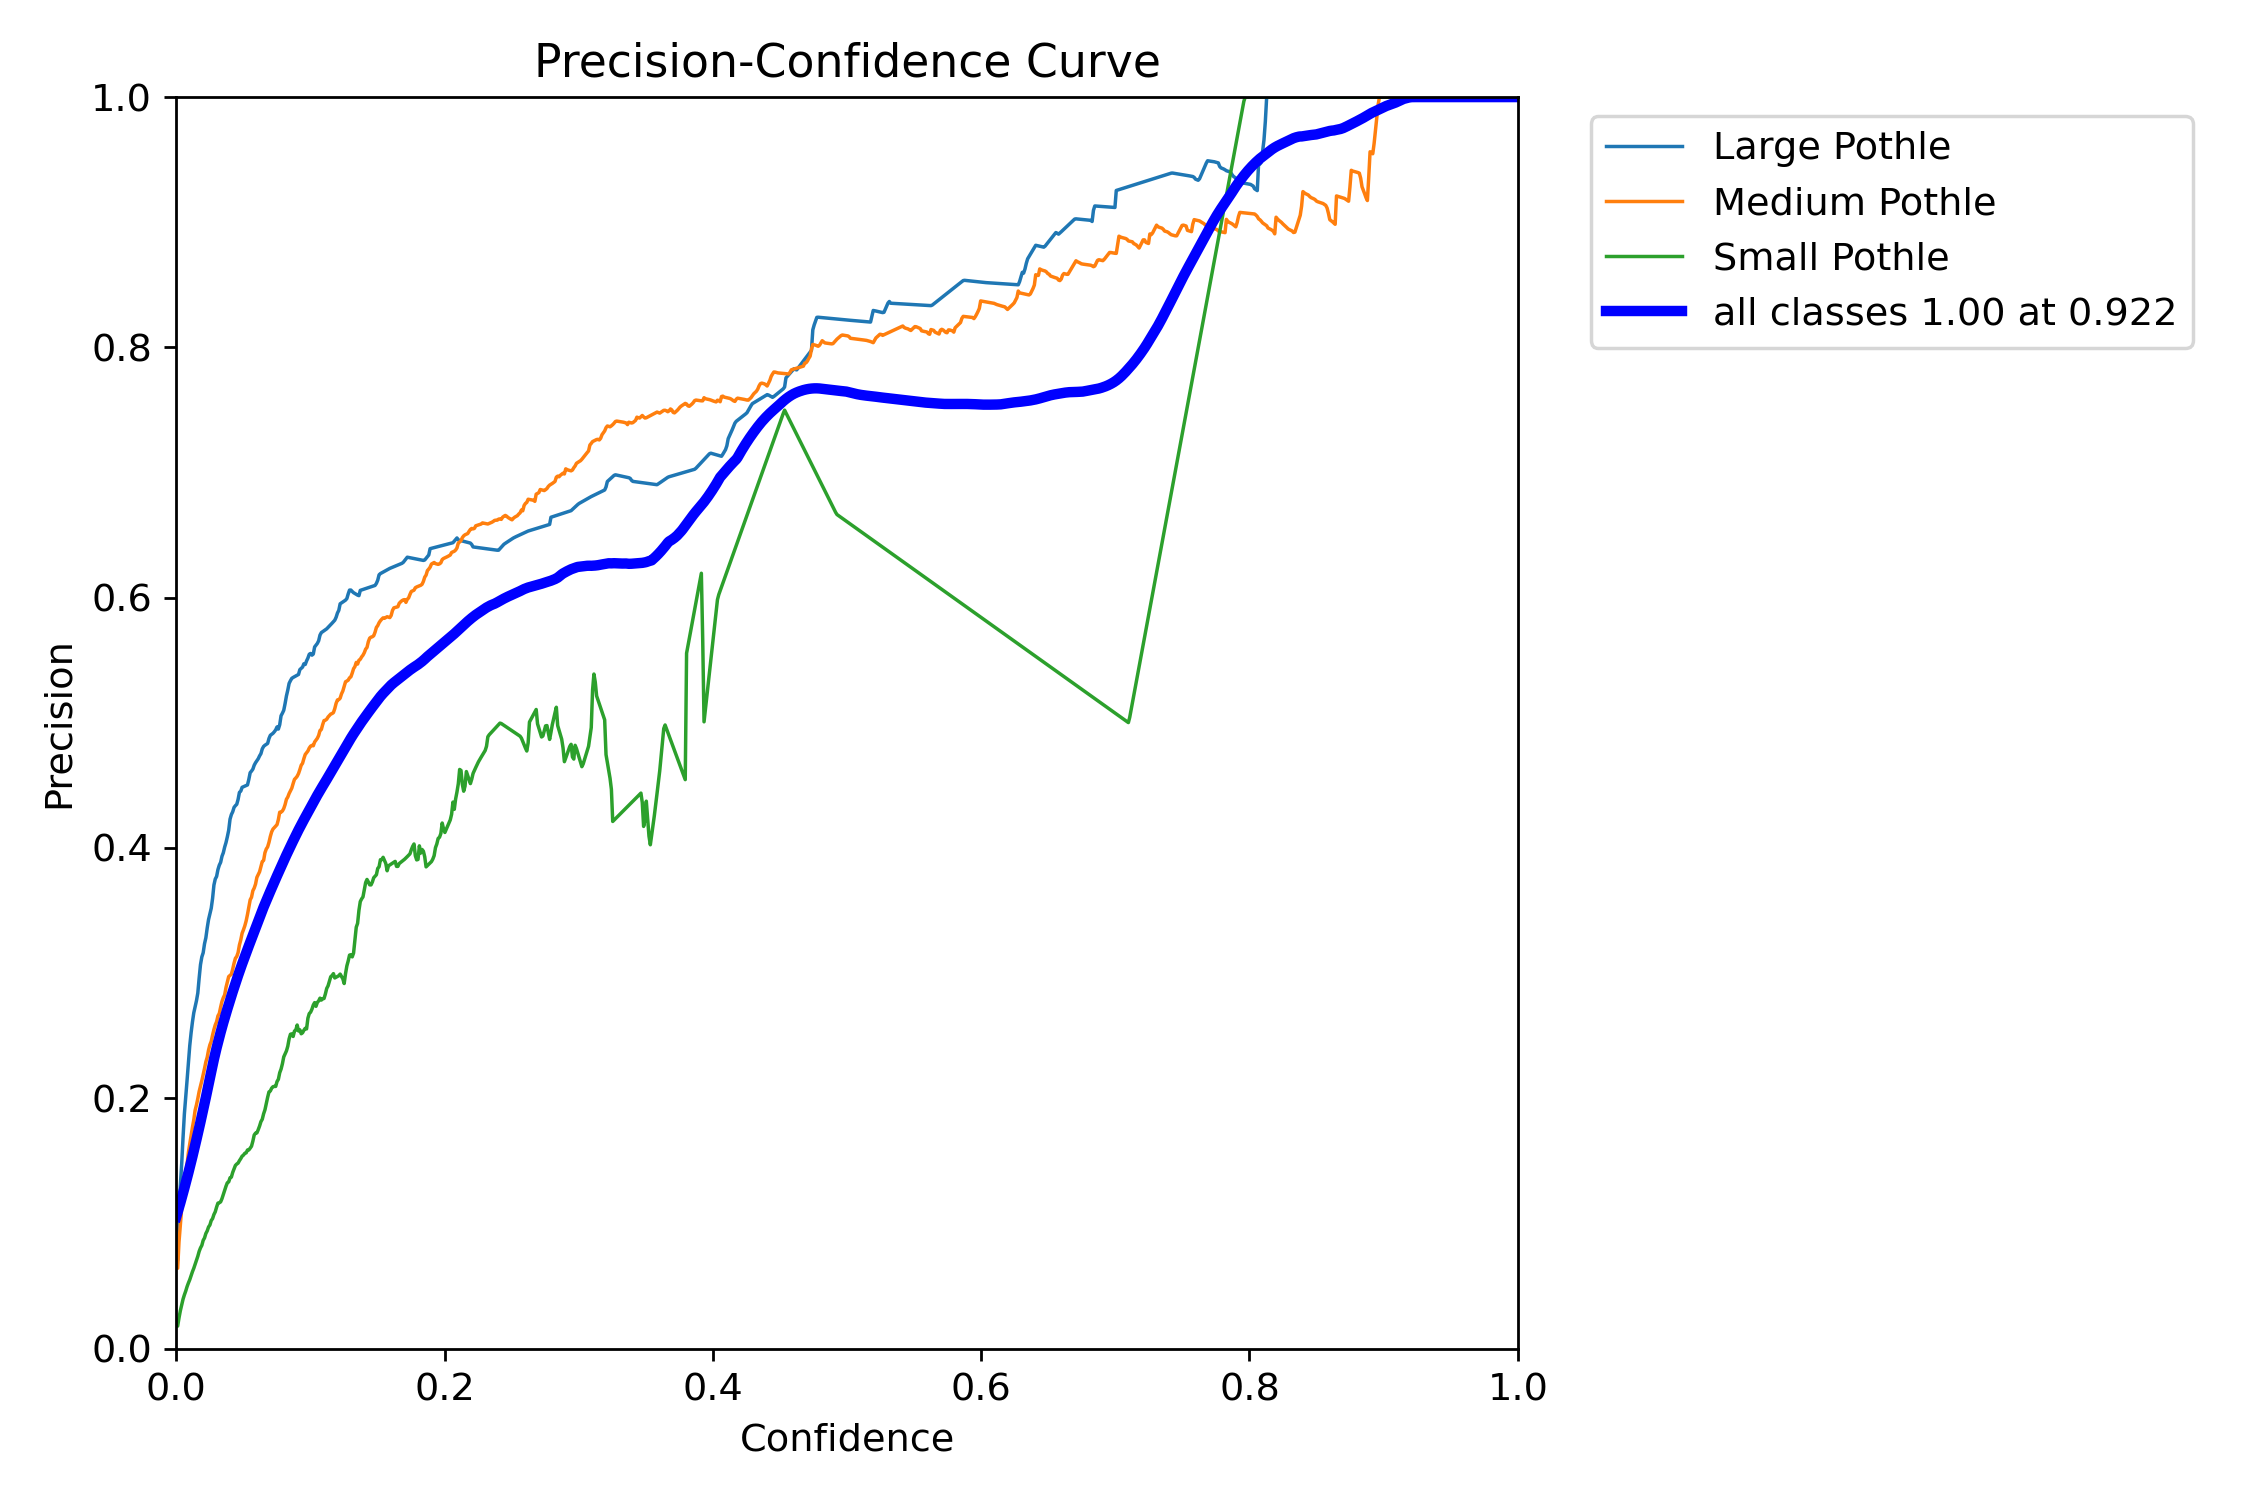 Precision-Confidence Curve
1.0
0.8
0.6
0.4
0.2
0.0
Precision
0.0 0.2 0.4 0.6 0.8 1.0
Confidence
Large Pothle
Medium Pothle
Small Pothle
all classes 1.00 at 0.922